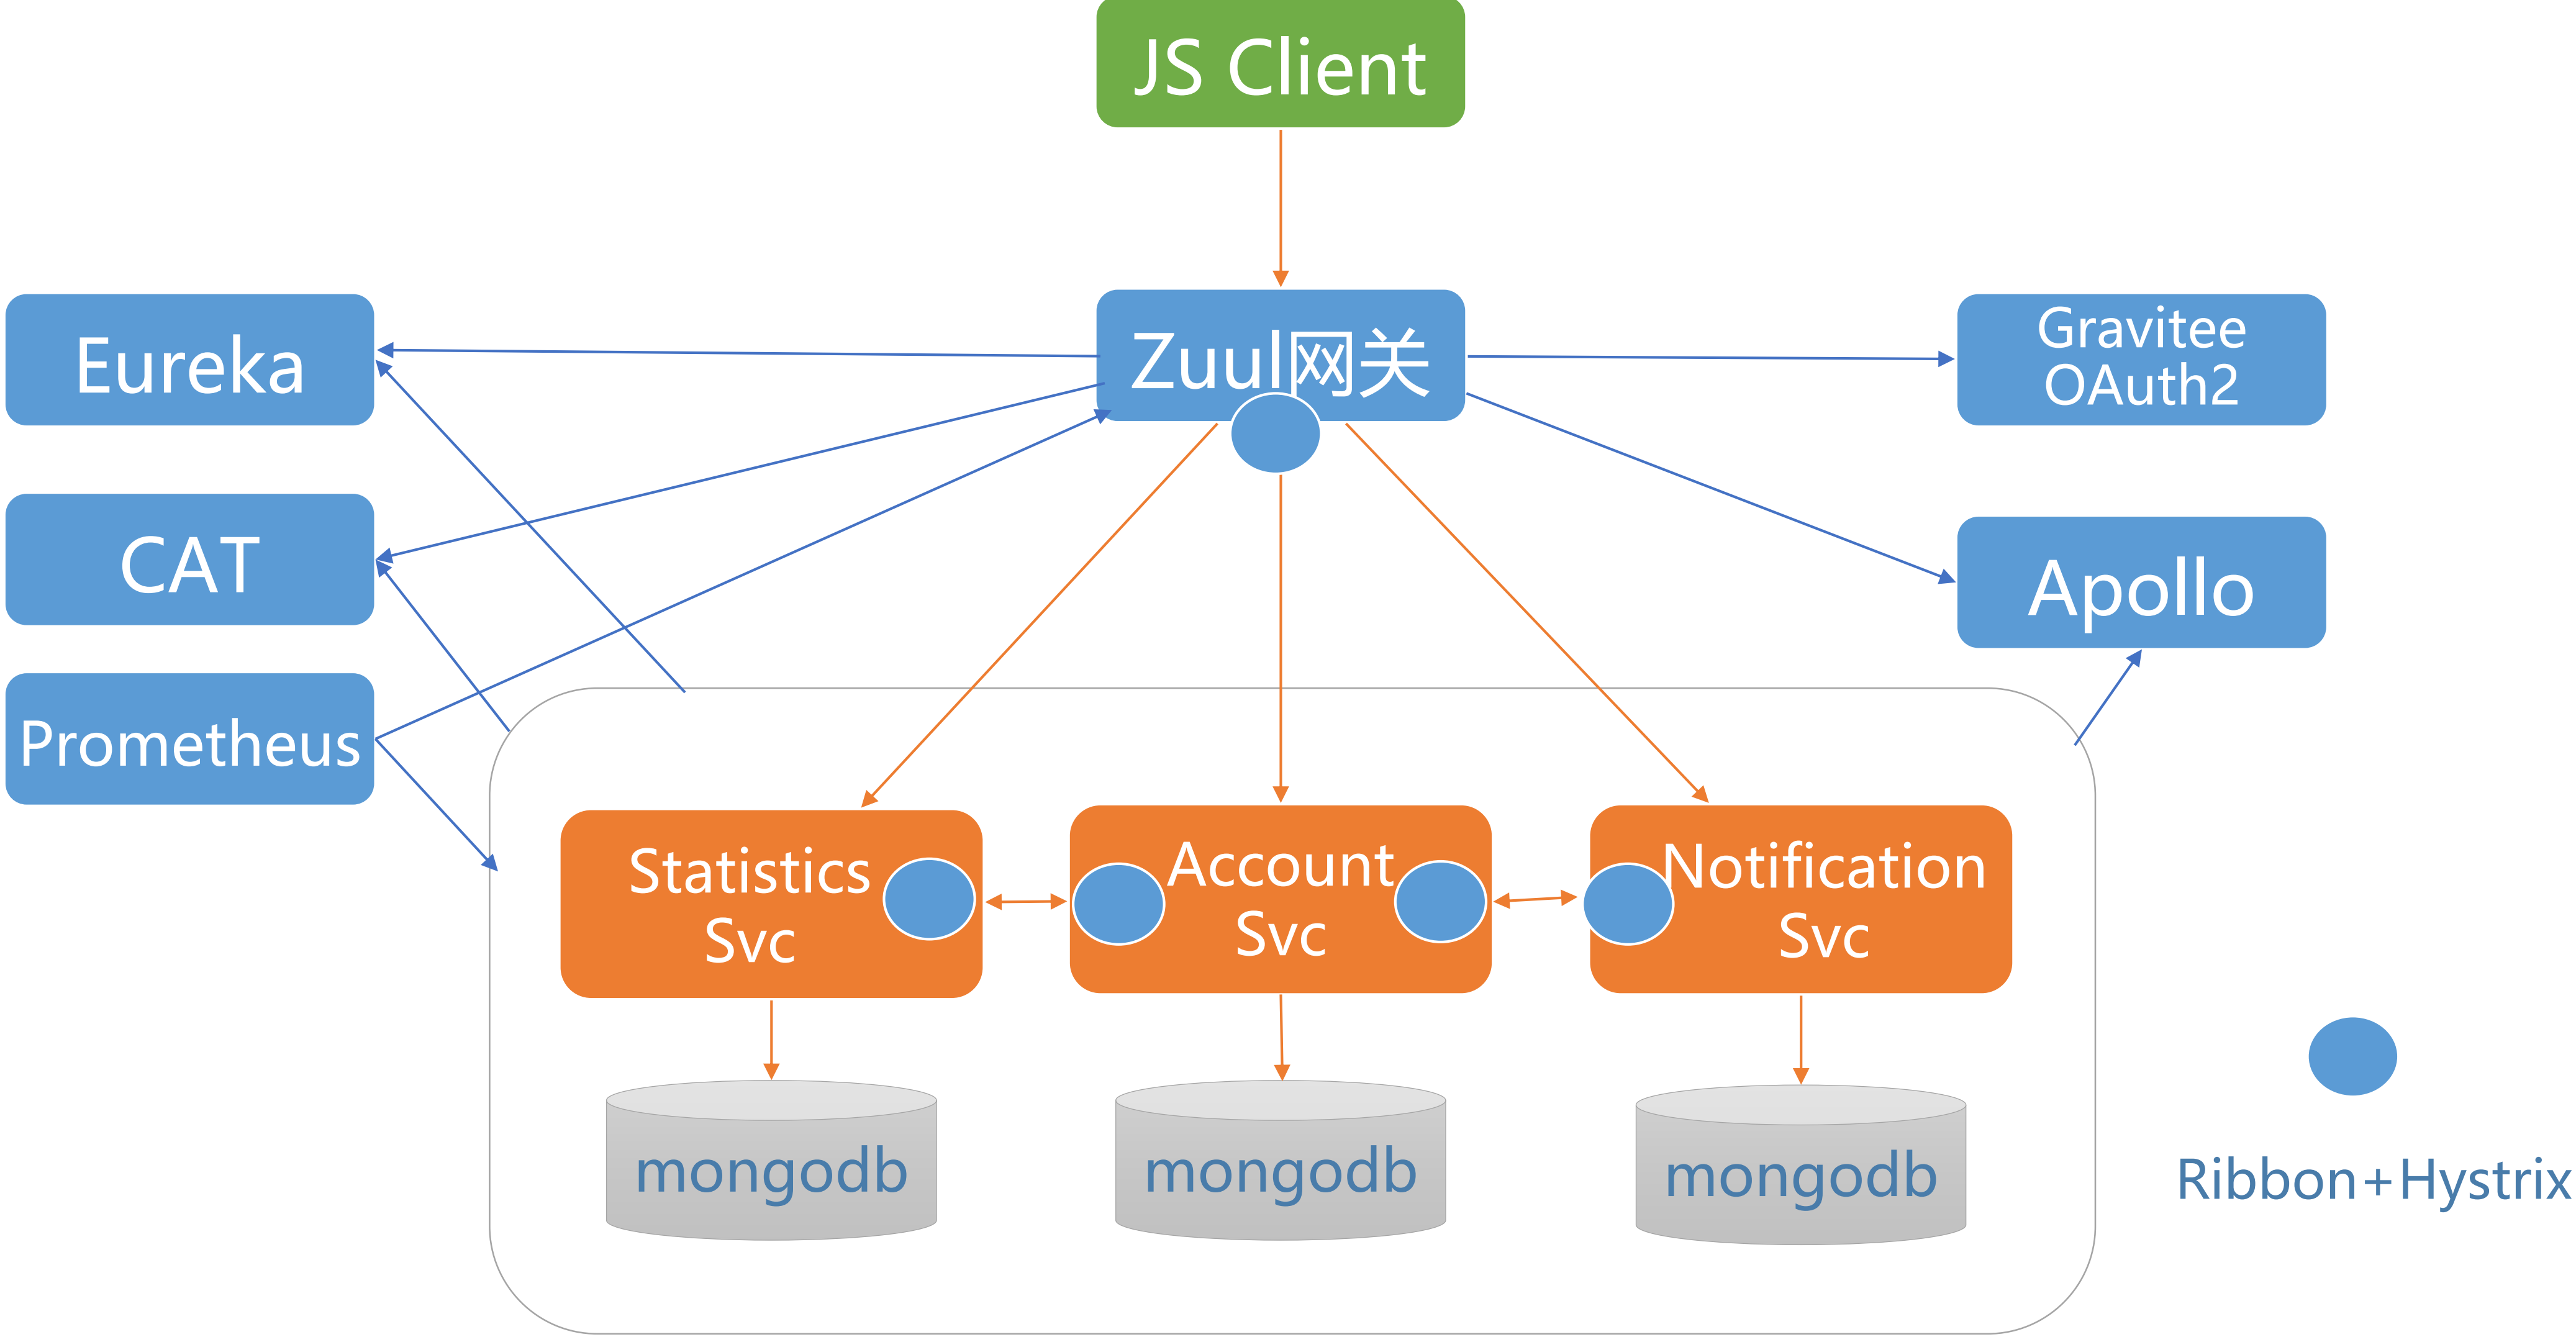 JS Client
Eureka
Zuul网关
Gravitee
OAuth2
CAT
Apollo
Prometheus
Statistics
Svc
Account
Svc
Notification
Svc
mongodb
mongodb
mongodb
Ribbon+Hystrix